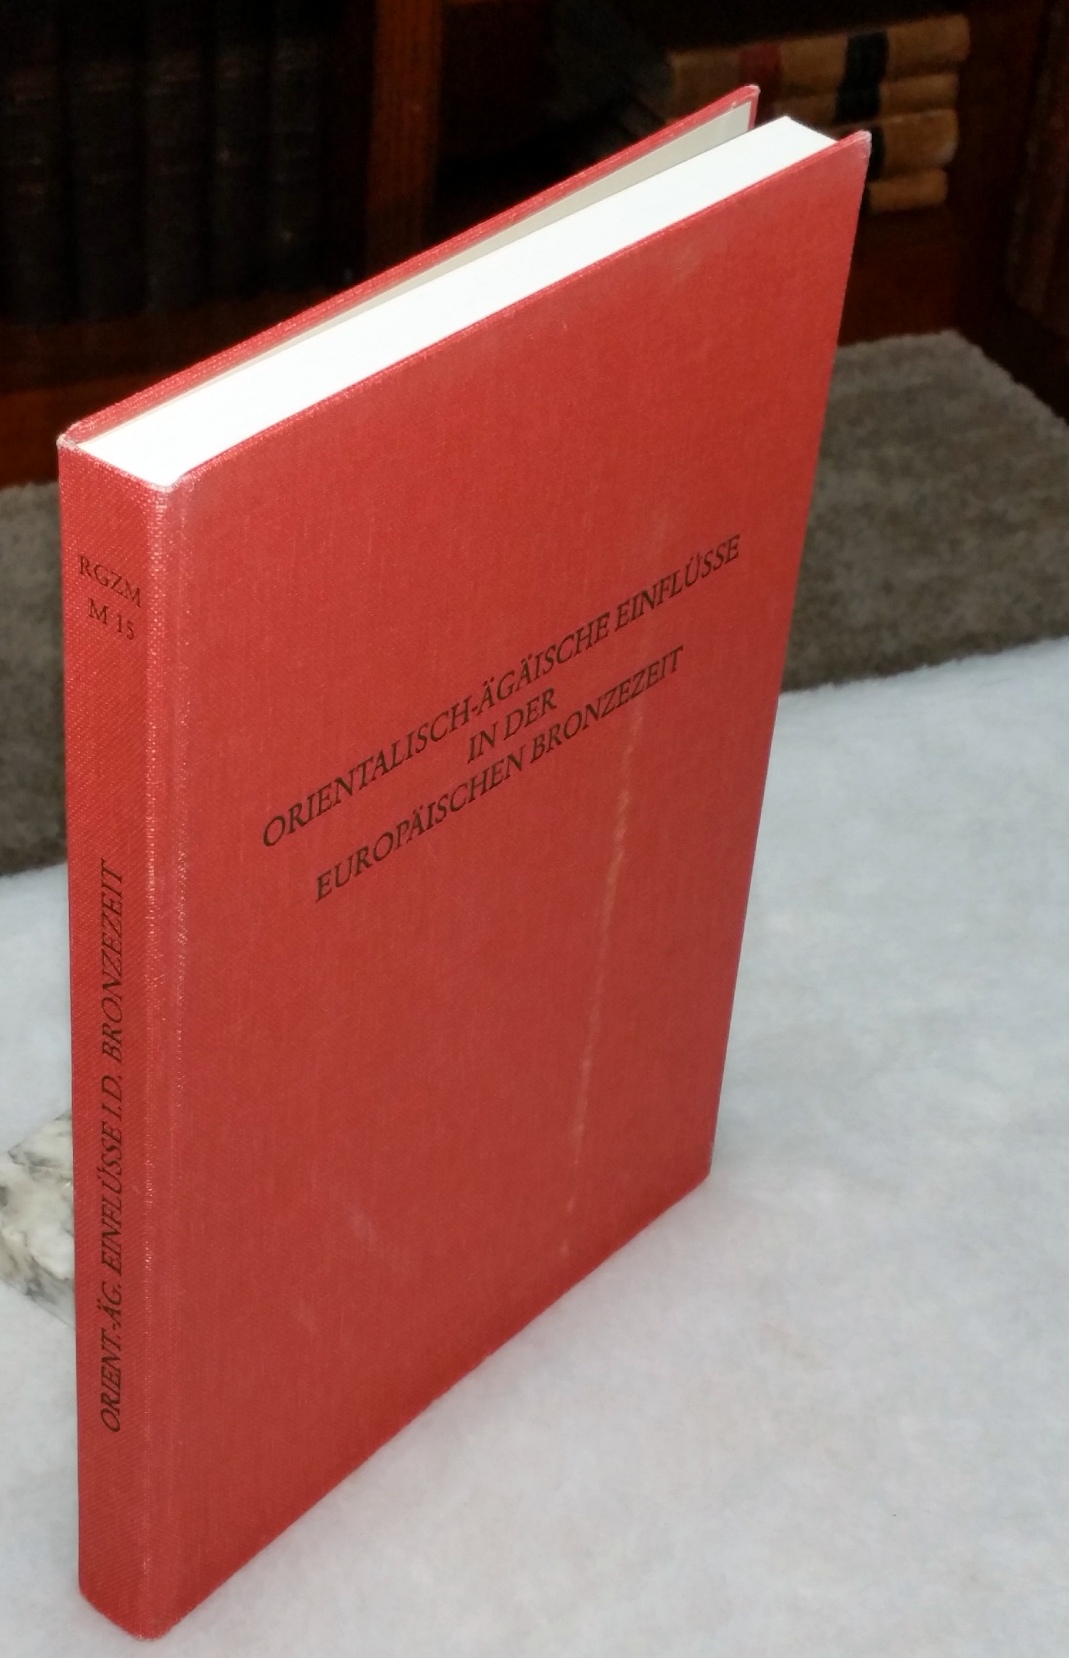 RGZM
M 15
ORIENT.-ÄG. EINFLÜSSE I.D. BRONZEZEIT
ORIENTALISCH-ÄGÄISCHE EINFLÜSSE
IN DER
EUROPÄISCHEN BRONZEZEIT